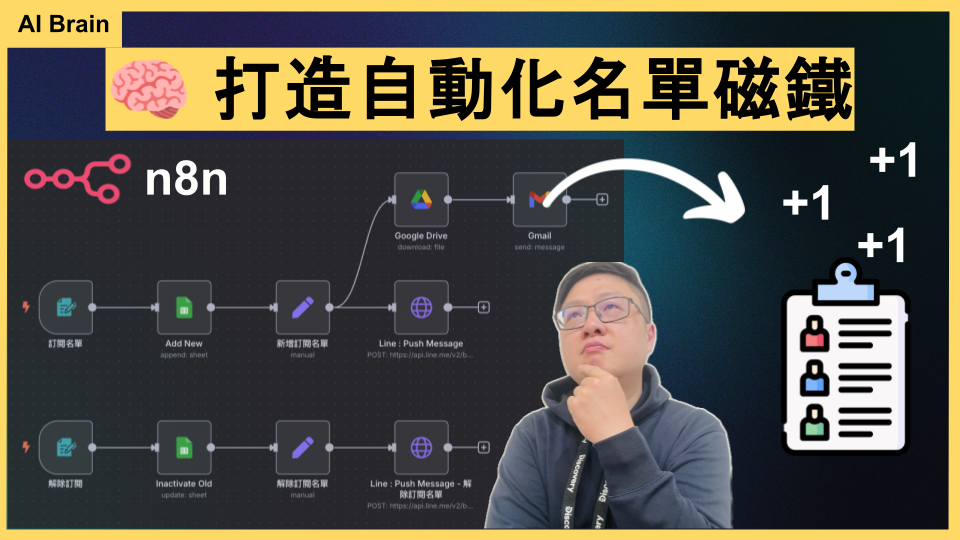 AI Brain
打造自動化名單磁鐵
n8n
+1
+1
+1
Google Drive
download: file
Gmail
send: message
訂閱名單
Add New
append: sheet
新增訂閱名單
manual
Line : Push Message
POST: https://api.line.me/v2/b...
解除訂閱
Inactivate Old
update: sheet
解除訂閱名單
manual
Line : Push Message - 解
除訂閱名單
POST: https://api.line.me/v2/b...
Discovery
Disco